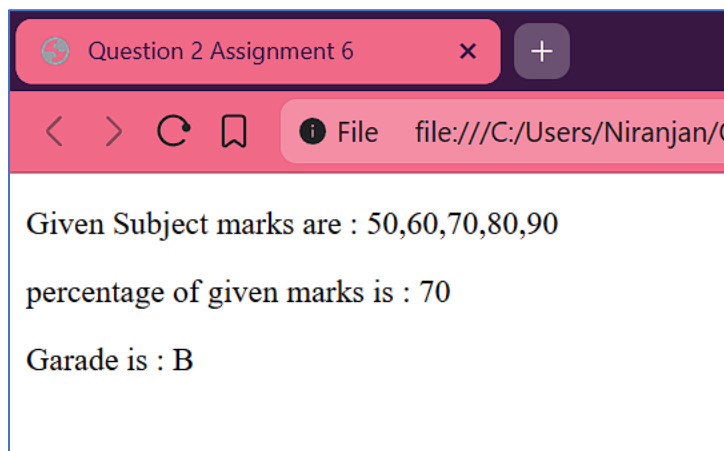 Question 2 Assignment 6
File file:///C:/Users/Niranjan/
Given Subject marks are : 50,60,70,80,90
percentage of given marks is : 70
Garade is : B